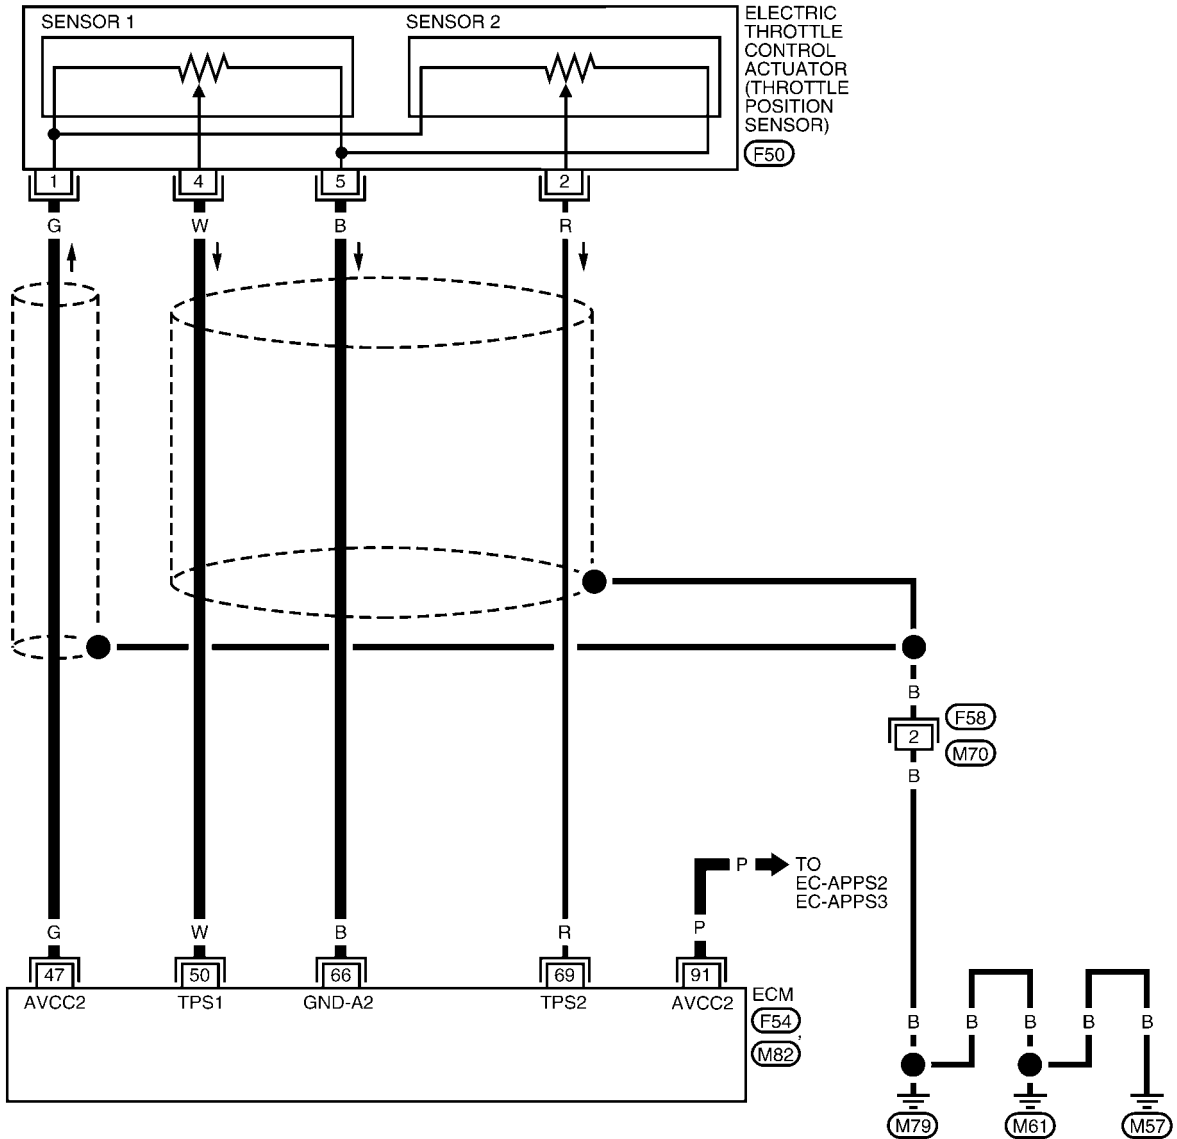 SENSOR 1
SENSOR 2
ELECTRIC
THROTTLE
CONTROL
ACTUATOR
(THROTTLE
POSITION
SENSOR)
F50
1 4 5 2
G W B R
B
F58
2
M70
B
P TO
EC-APPS2
EC-APPS3
G W B R P
47 50 66 69 91
AVCC2 TPS1 GND-A2 TPS2 AVCC2
ECM
F54 ,
M82
B B B B B
M79 M61 M57